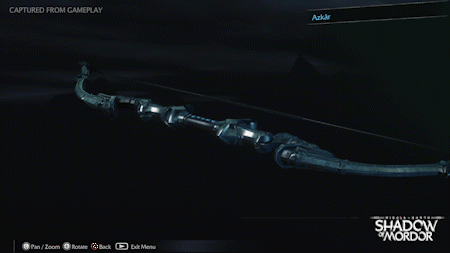 CAPTURED FROM GAMEPLAY
Azkâr
MIDDLE-EARTH
SHADOW
OF MORDOR
Pan / Zoom Rotate Back Exit Menu